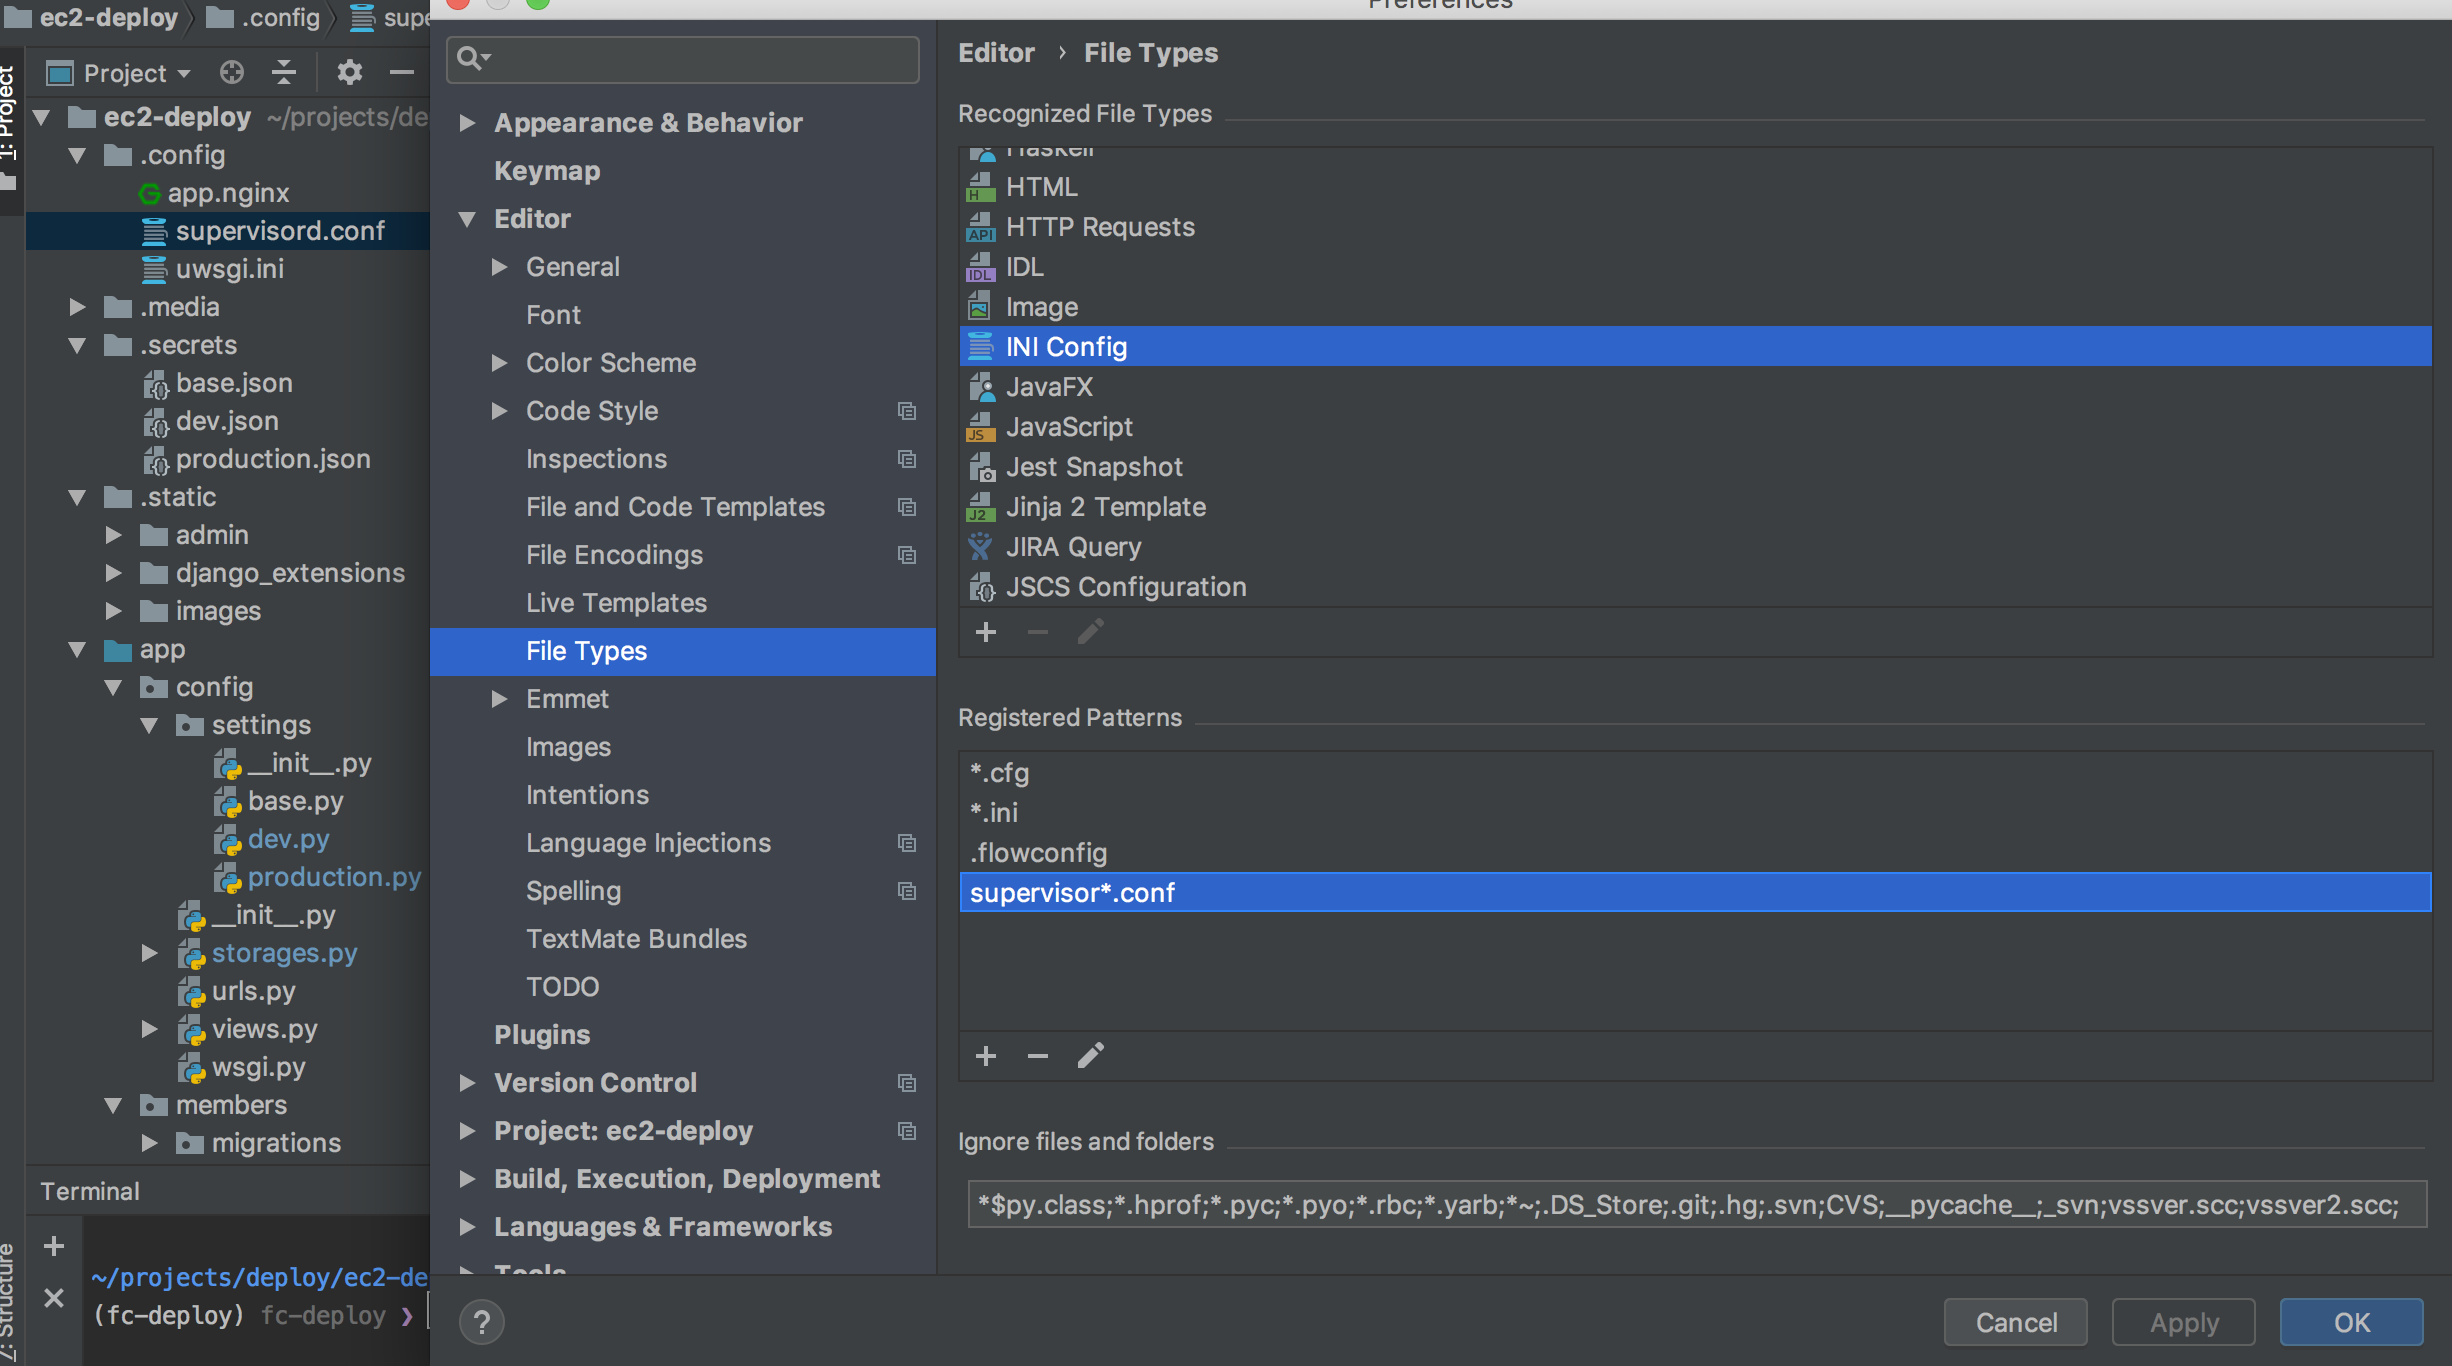 ec2-deploy
.config
supe
Preferences
Project
1: Project
ec2-deploy ~/projects/de
.config
app.nginx
supervisord.conf
uwsgi.ini
.media
.secrets
base.json
dev.json
production.json
.static
admin
django_extensions
images
app
config
settings
__init__.py
base.py
dev.py
production.py
__init__.py
storages.py
urls.py
views.py
wsgi.py
members
migrations
Terminal
~/projects/deploy/ec2-de
(fc-deploy) fc-deploy ❯
Z: Structure
Appearance & Behavior
Keymap
Editor
General
Font
Color Scheme
Code Style
Inspections
File and Code Templates
File Encodings
Live Templates
File Types
Emmet
Images
Intentions
Language Injections
Spelling
TextMate Bundles
TODO
Plugins
Version Control
Project: ec2-deploy
Build, Execution, Deployment
Languages & Frameworks
Tools
?
Editor › File Types
Recognized File Types
Haskell
HTML
HTTP Requests
IDL
Image
INI Config
JavaFX
JavaScript
Jest Snapshot
Jinja 2 Template
JIRA Query
JSCS Configuration
Registered Patterns
*.cfg
*.ini
.flowconfig
supervisor*.conf
Ignore files and folders
*$py.class;*.hprof;*.pyc;*.pyo;*.rbc;*.yarb;*~;.DS_Store;.git;.hg;.svn;CVS;__pycache__;_svn;vssver.scc;vssver2.scc;
Cancel
Apply
OK